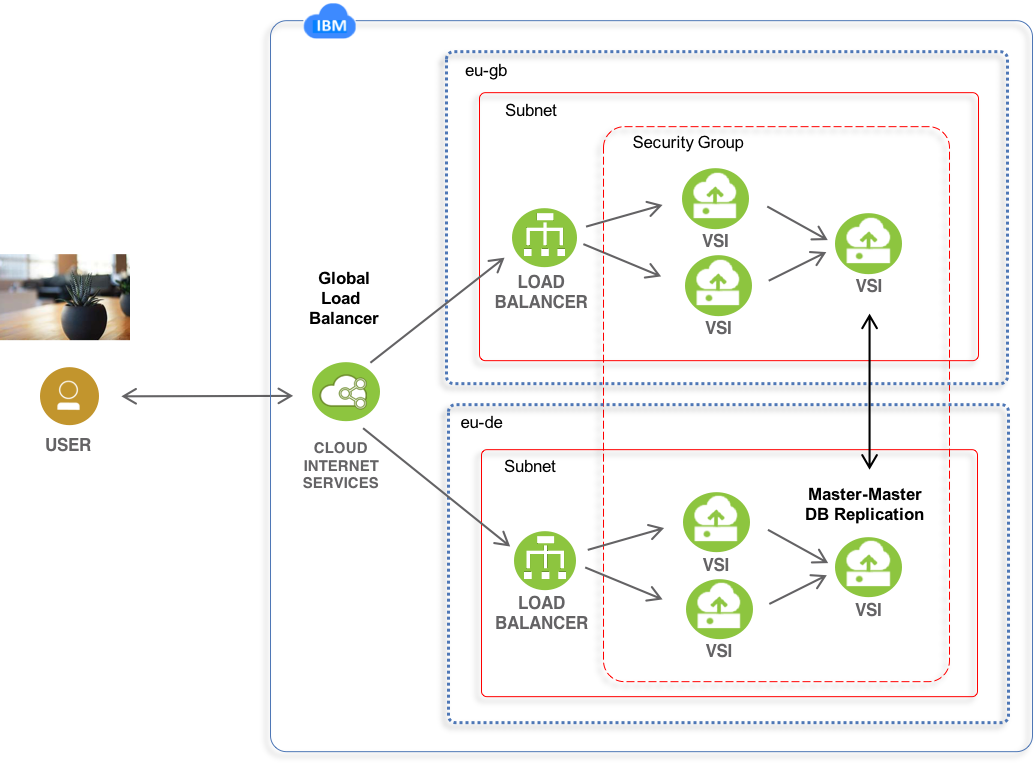 IBM
eu-gb
Subnet
Security Group
VSI
LOAD
BALANCER
VSI
VSI
Global
Load
Balancer
USER
CLOUD
INTERNET
SERVICES
eu-de
Subnet
Master-Master
DB Replication
VSI
LOAD
BALANCER
VSI
VSI